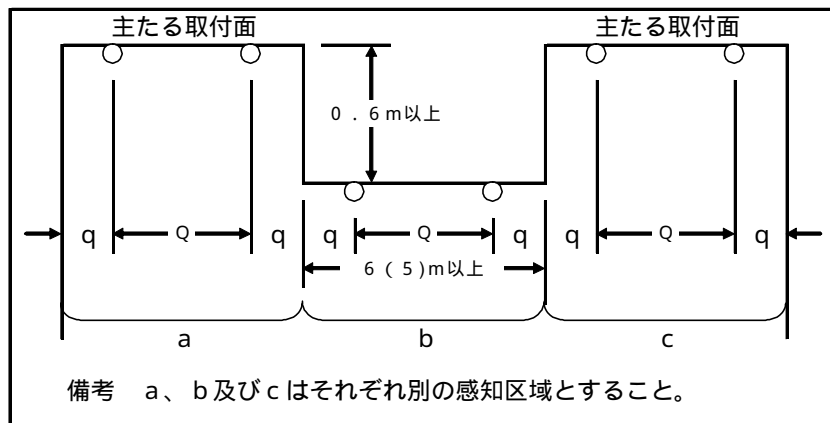 主たる取付面 主たる取付面
0.6m以上
q Q q q Q q q Q q
6(5)m以上
a b c
備考 a、b及びcはそれぞれ別の感知区域とすること。